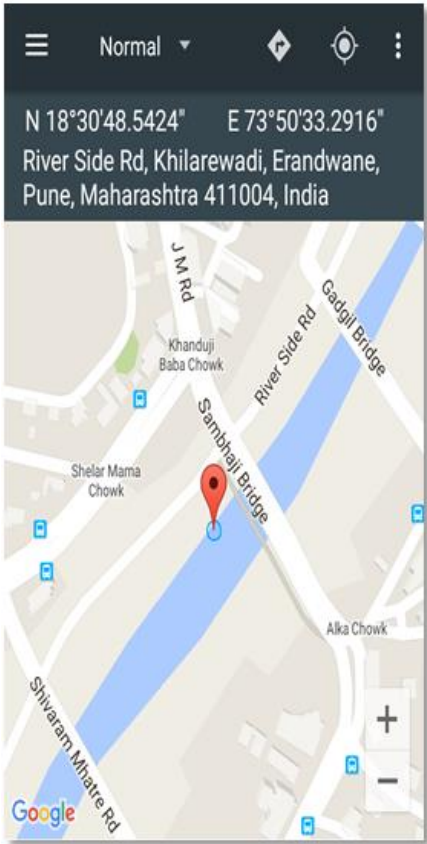 Normal
N 18°30'48.5424"  E 73°50'33.2916"
River Side Rd, Khilarewadi, Erandwane,
Pune, Maharashtra 411004, India
J M Rd
Gadgil Bridge
River Side Rd
Khanduji
Baba Chowk
Sambhaji Bridge
Shelar Mama
Chowk
Alka Chowk
Shivaram Mhatre Rd
+
−
Google